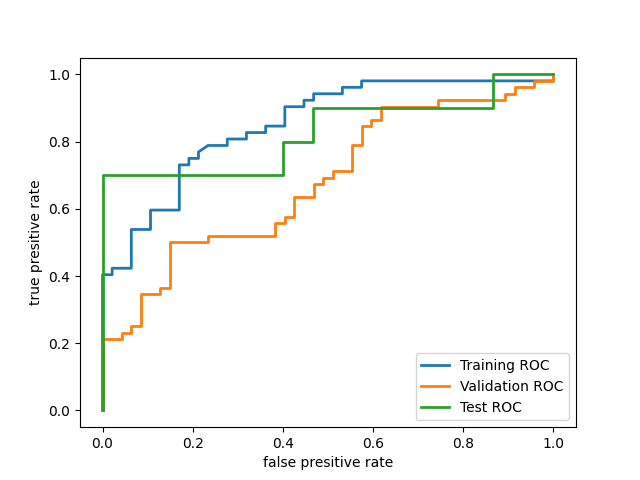 1.0
0.8
0.6
0.4
0.2
0.0
true presitive rate
0.0 0.2 0.4 0.6 0.8 1.0
false presitive rate
Training ROC
Validation ROC
Test ROC